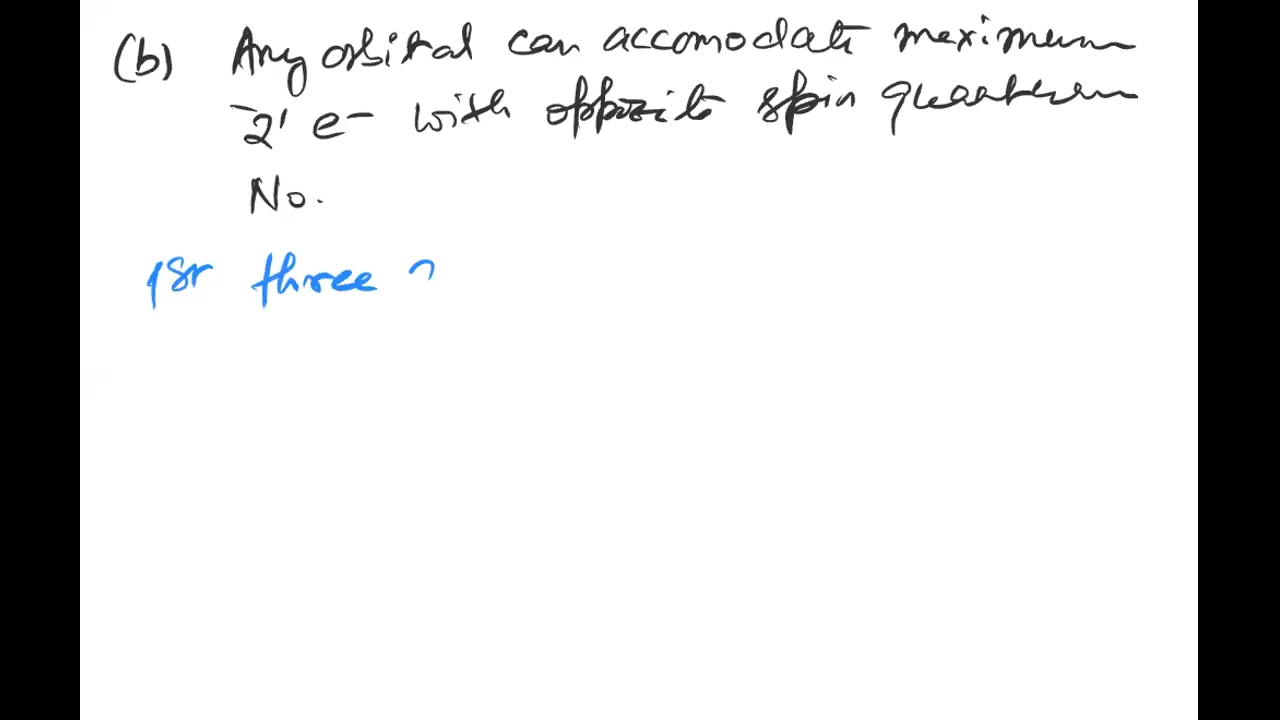 (b) Any orbital can accomodate maximum
'2' e- with opposite spin quantum
No.
1st three